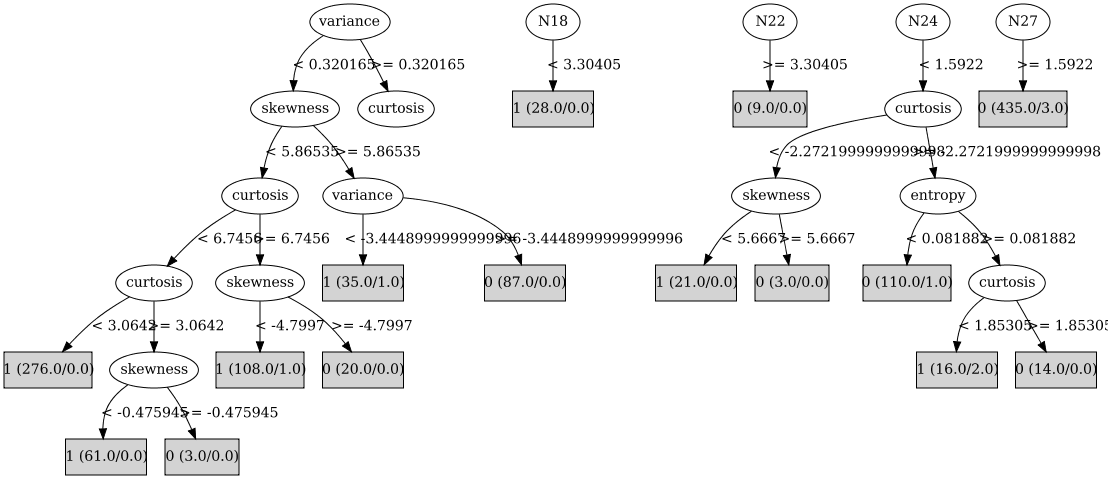 variance N18 N22 N24 N27
< 0.320165 >= 0.320165 < 3.30405 >= 3.30405 < 1.5922 >= 1.5922
skewness curtosis 1 (28.0/0.0) 0 (9.0/0.0) curtosis 0 (435.0/3.0)
< 5.86535 >= 5.86535 < -2.2721999999999998 >= -2.2721999999999998
curtosis variance skewness entropy
< 6.7456 >= 6.7456 < -3.4448999999999996 >= -3.4448999999999996 < 5.6667 >= 5.6667 < 0.081882 >= 0.081882
curtosis skewness 1 (35.0/1.0) 0 (87.0/0.0) 1 (21.0/0.0) 0 (3.0/0.0) 0 (110.0/1.0) curtosis
< 3.0642 >= 3.0642 < -4.7997 >= -4.7997 < 1.85305 >= 1.85305
1 (276.0/0.0) skewness 1 (108.0/1.0) 0 (20.0/0.0) 1 (16.0/2.0) 0 (14.0/0.0)
< -0.475945 >= -0.475945
1 (61.0/0.0) 0 (3.0/0.0)